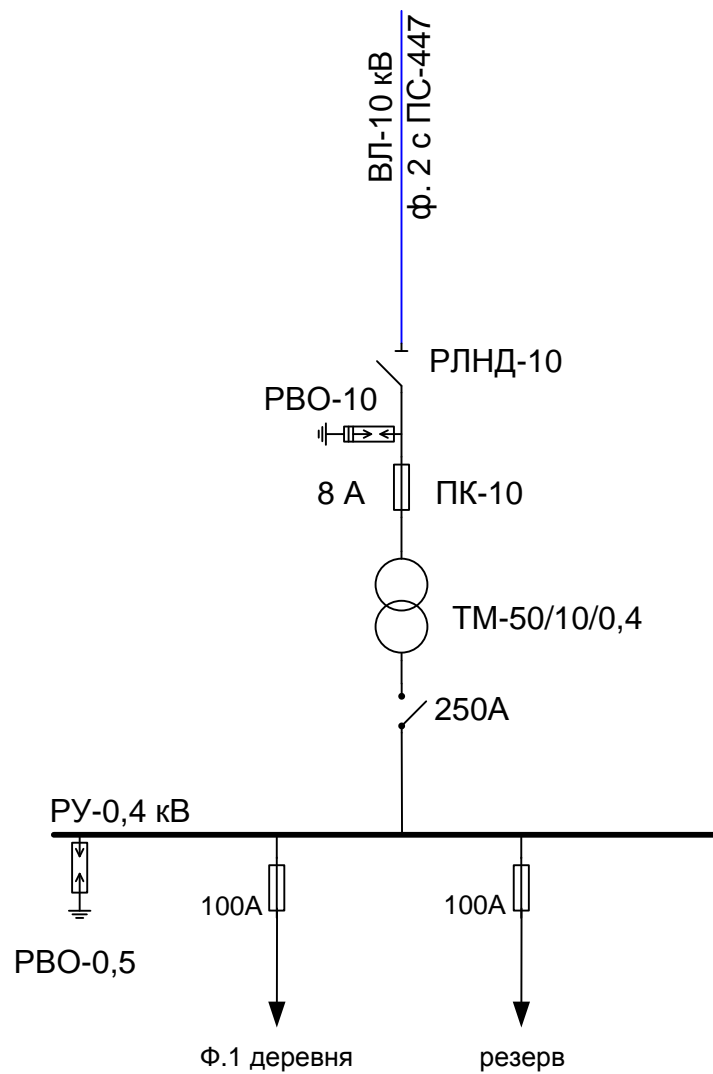 ВЛ-10 кВ
ф. 2 с ПС-447
РЛНД-10
РВО-10
8 А
ПК-10
ТМ-50/10/0,4
250А
РУ-0,4 кВ
100А
100А
РВО-0,5
Ф.1 деревня
резерв